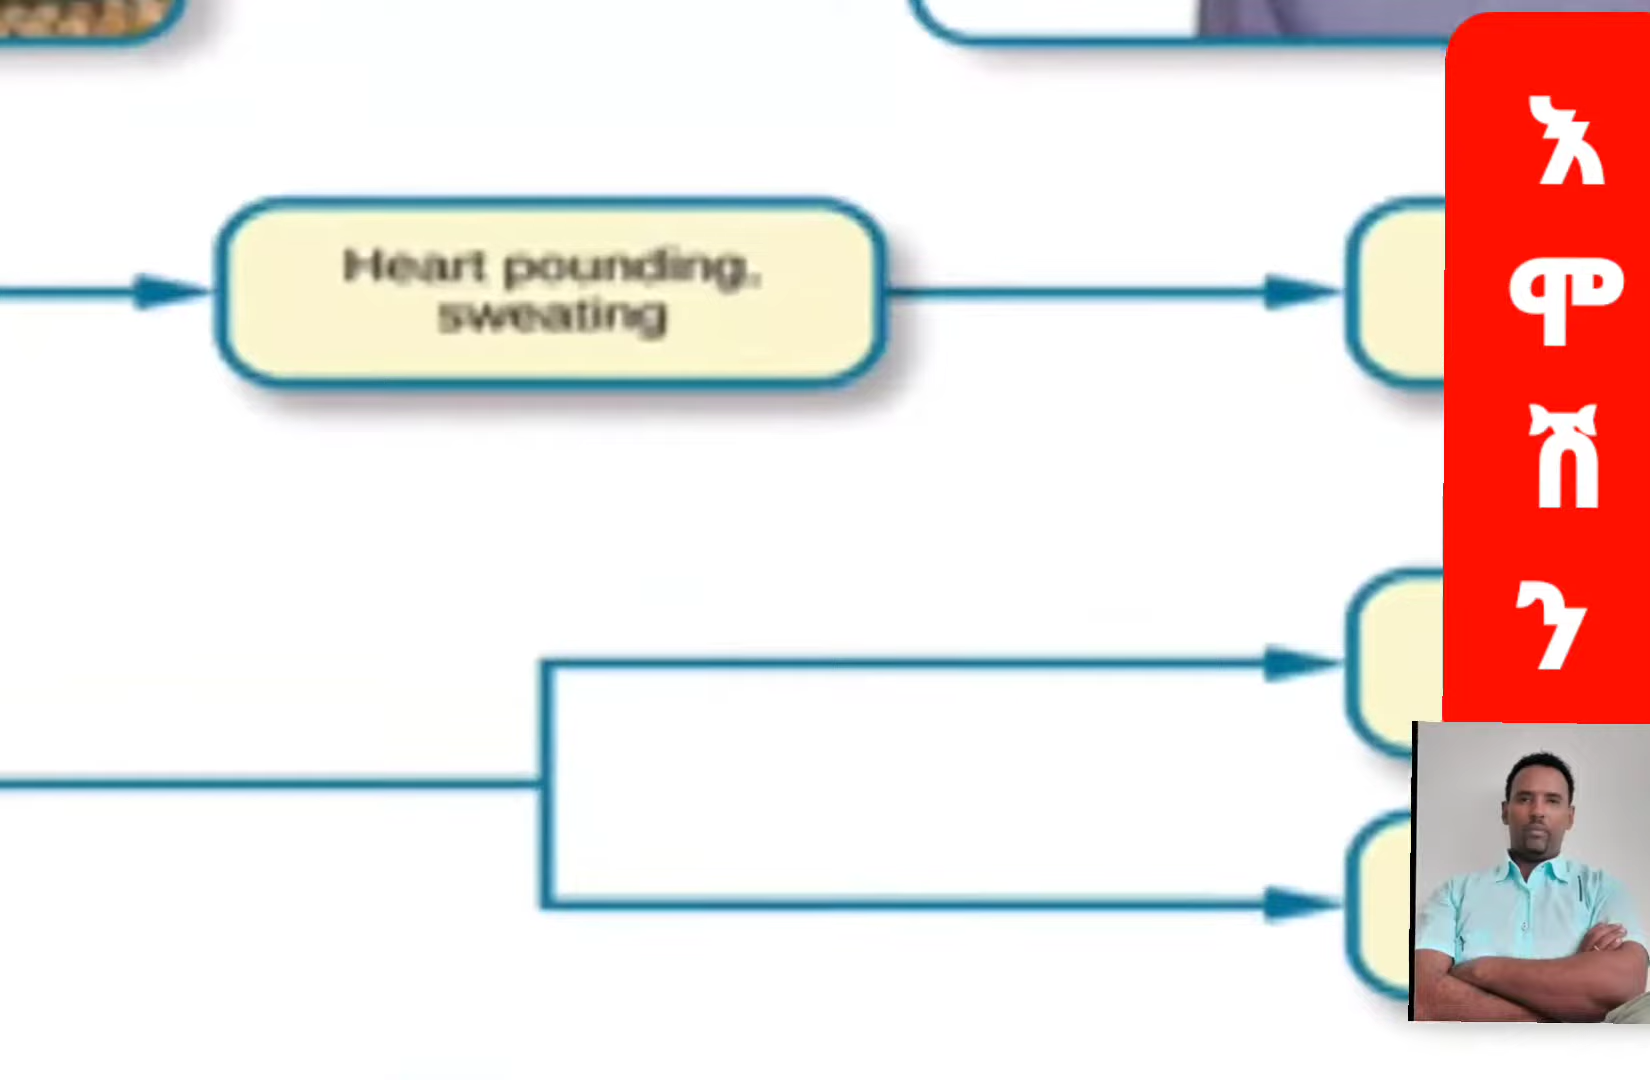 Heart pounding,
sweating
እ
ሞ
ሽ
ን